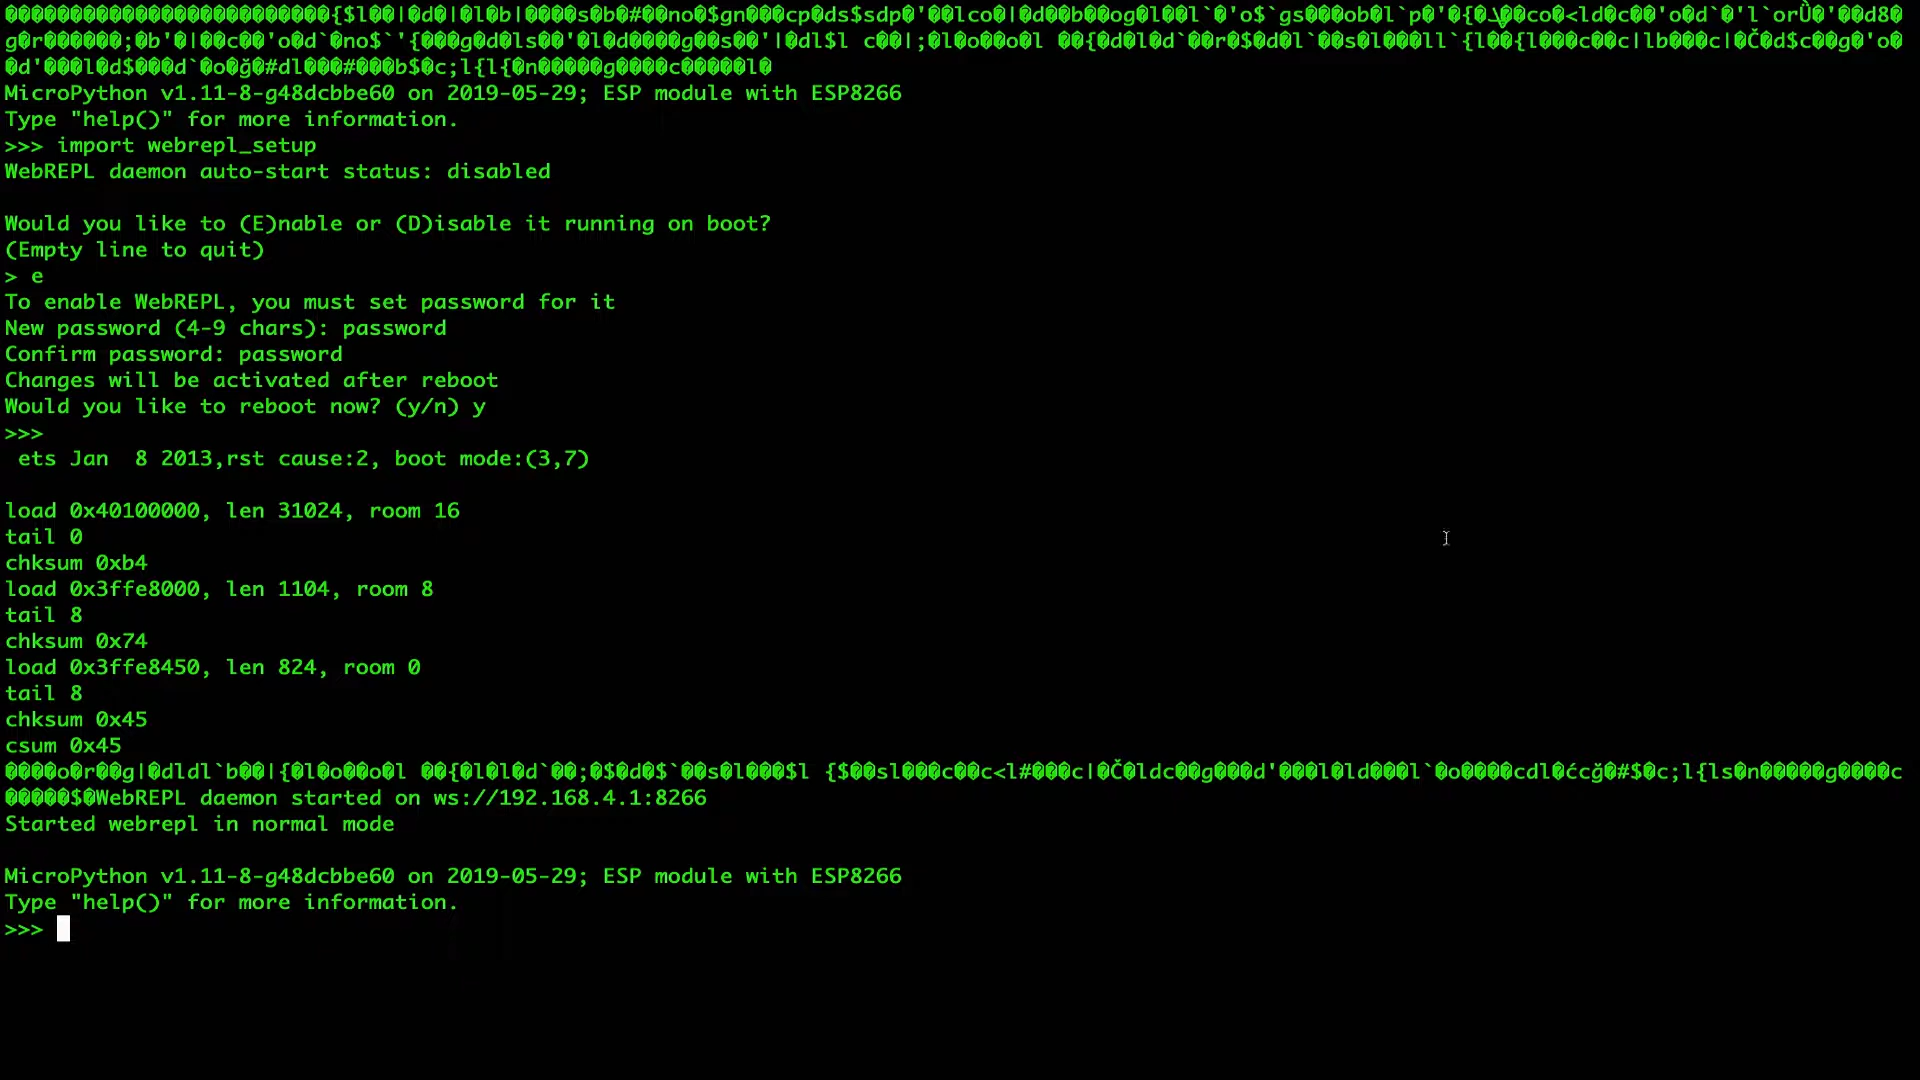 MicroPython v1.11-8-g48dcbbe60 on 2019-05-29; ESP module with ESP8266
Type "help()" for more information.
>>> import webrepl_setup
WebREPL daemon auto-start status: disabled
Would you like to (E)nable or (D)isable it running on boot?
(Empty line to quit)
> e
To enable WebREPL, you must set password for it
New password (4-9 chars): password
Confirm password: password
Changes will be activated after reboot
Would you like to reboot now? (y/n) y
>>>
ets Jan  8 2013,rst cause:2, boot mode:(3,7)
load 0x40100000, len 31024, room 16
tail 0
chksum 0xb4
load 0x3ffe8000, len 1104, room 8
tail 8
chksum 0x74
load 0x3ffe8450, len 824, room 0
tail 8
chksum 0x45
csum 0x45
WebREPL daemon started on ws://192.168.4.1:8266
Started webrepl in normal mode
MicroPython v1.11-8-g48dcbbe60 on 2019-05-29; ESP module with ESP8266
Type "help()" for more information.
>>>